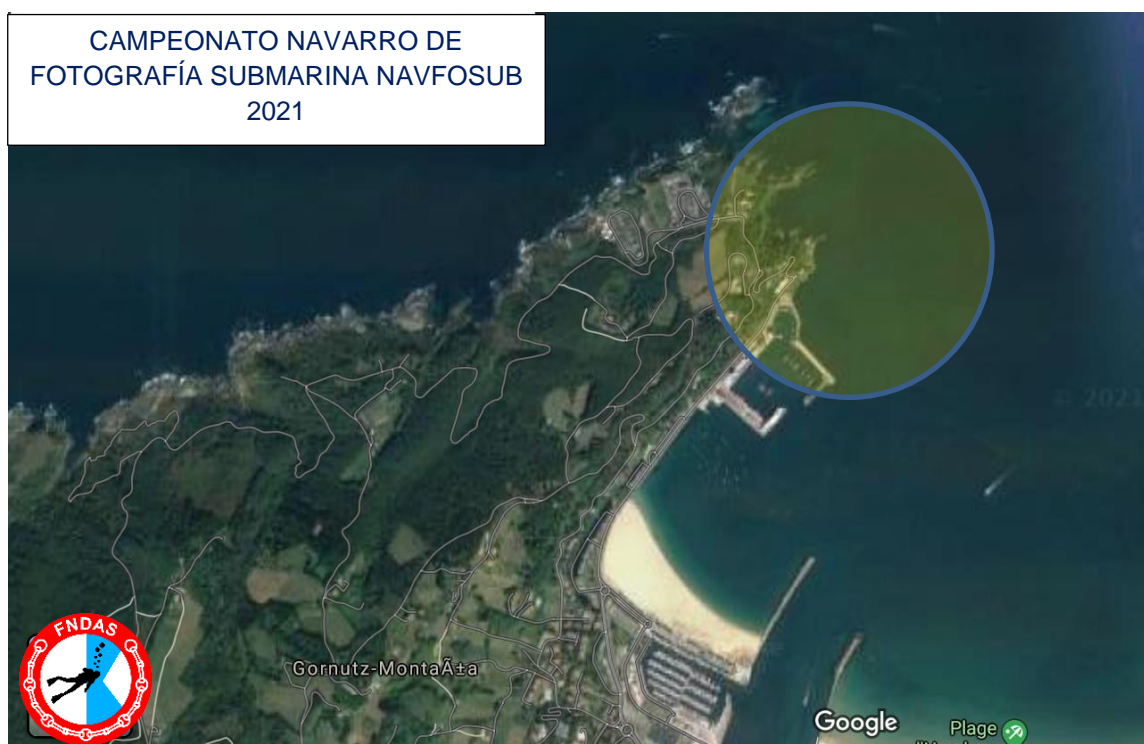 CAMPEONATO NAVARRO DE
FOTOGRAFÍA SUBMARINA NAVFOSUB
2021
© 2021
FNDAS
Gornutz-MontaÃ±a
Google
Plage